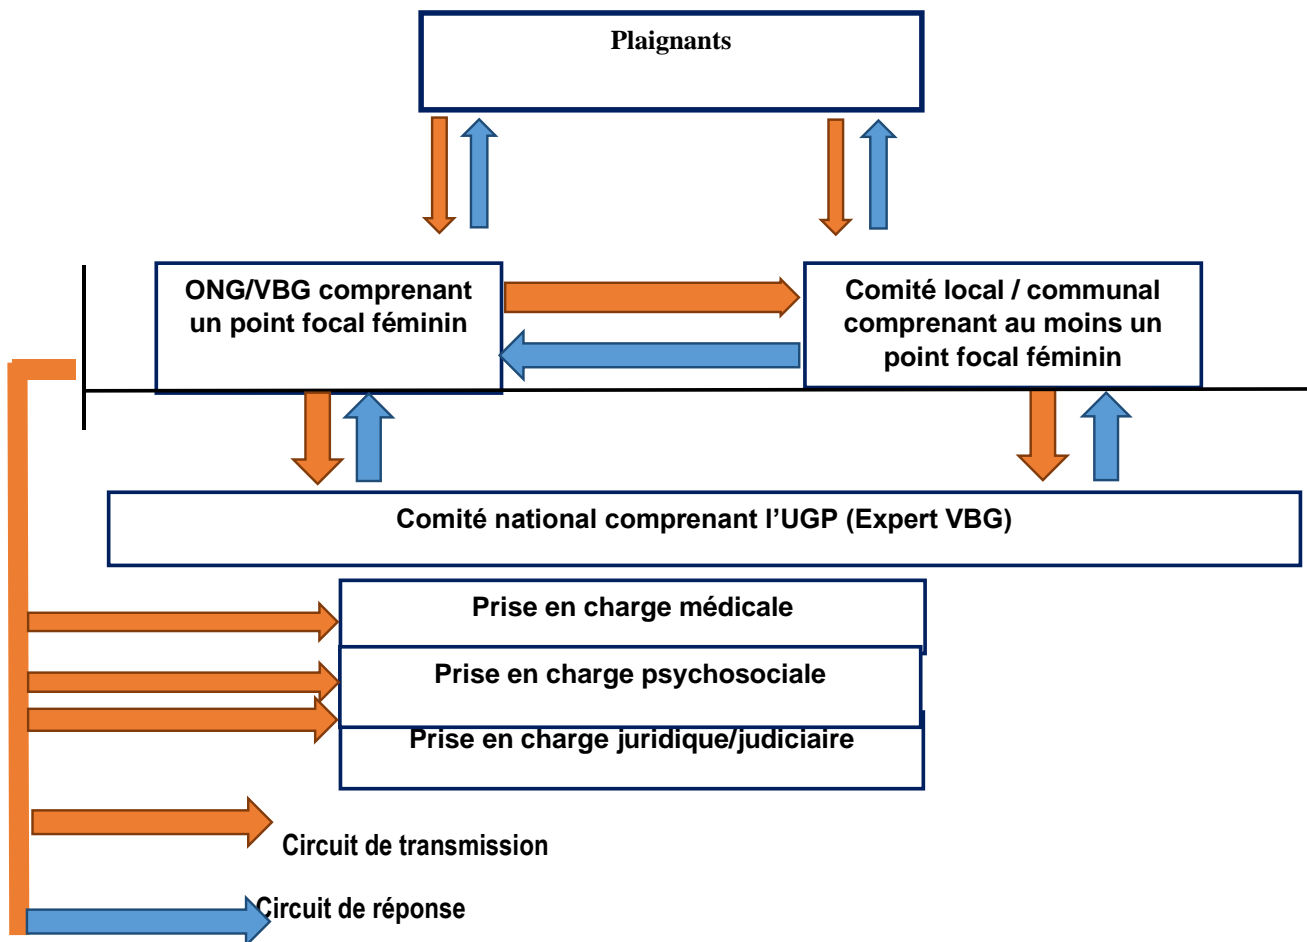 Plaignants
ONG/VBG comprenant
un point focal féminin
Comité local / communal
comprenant au moins un
point focal féminin
Comité national comprenant l’UGP (Expert VBG)
Prise en charge médicale
Prise en charge psychosociale
Prise en charge juridique/judiciaire
Circuit de transmission
Circuit de réponse